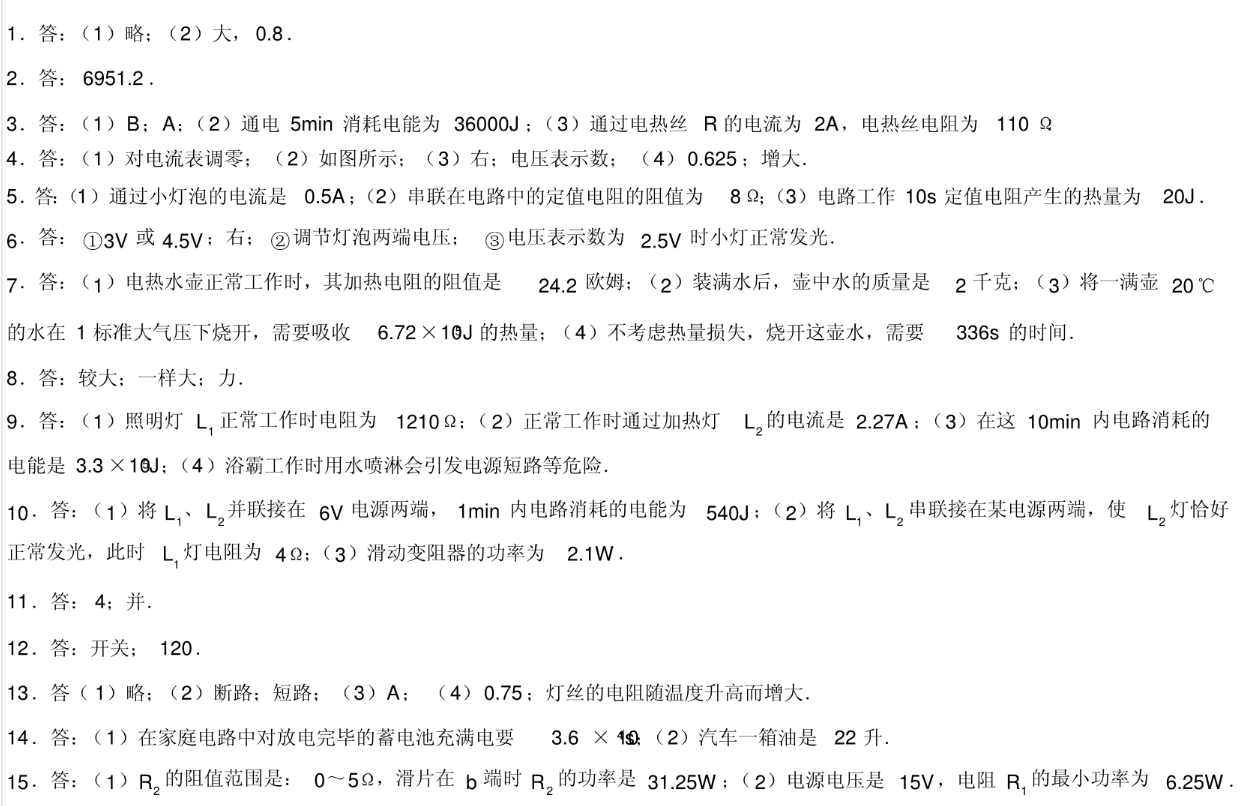 1．答：（1）略；（2）大，0.8．
2．答：6951.2．
3．答：（1）B；A；（2）通电 5min 消耗电能为 36000J；（3）通过电热丝 R 的电流为 2A，电热丝电阻为 110 Ω
4．答：（1）对电流表调零；（2）如图所示；（3）右；电压表示数；（4）0.625；增大．
5．答：（1）通过小灯泡的电流是 0.5A；（2）串联在电路中的定值电阻的阻值为 8 Ω；（3）电路工作 10s 定值电阻产生的热量为 20J．
6．答：①3V 或 4.5V；右；②调节灯泡两端电压；③电压表示数为 2.5V 时小灯正常发光．
7．答：（1）电热水壶正常工作时，其加热电阻的阻值是 24.2 欧姆；（2）装满水后，壶中水的质量是 2 千克；（3）将一满壶 20 ℃
的水在 1 标准大气压下烧开，需要吸收 6.72×10 J 的热量；（4）不考虑热量损失，烧开这壶水，需要 336s 的时间．
8．答：较大；一样大；力．
9．答：（1）照明灯 L₁正常工作时电阻为 1210Ω；（2）正常工作时通过加热灯 L₂的电流是 2.27A；（3）在这 10min 内电路消耗的
电能是 3.3×10 J；（4）浴霸工作时用水喷淋会引发电源短路等危险．
10．答：（1）将 L₁、L₂并联接在 6V 电源两端，1min 内电路消耗的电能为 540J；（2）将 L₁、L₂串联接在某电源两端，使 L₂灯恰好
正常发光，此时 L₁灯电阻为 4Ω；（3）滑动变阻器的功率为 2.1W．
11．答：4；并．
12．答：开关；120．
13．答（1）略；（2）断路；短路；（3）A；（4）0.75；灯丝的电阻随温度升高而增大．
14．答：（1）在家庭电路中对放电完毕的蓄电池充满电要 3.6 ×10 s；（2）汽车一箱油是 22 升．
15．答：（1）R₂的阻值范围是：0～5Ω，滑片在 b 端时 R₂的功率是 31.25W；（2）电源电压是 15V，电阻 R₁的最小功率为 6.25W．